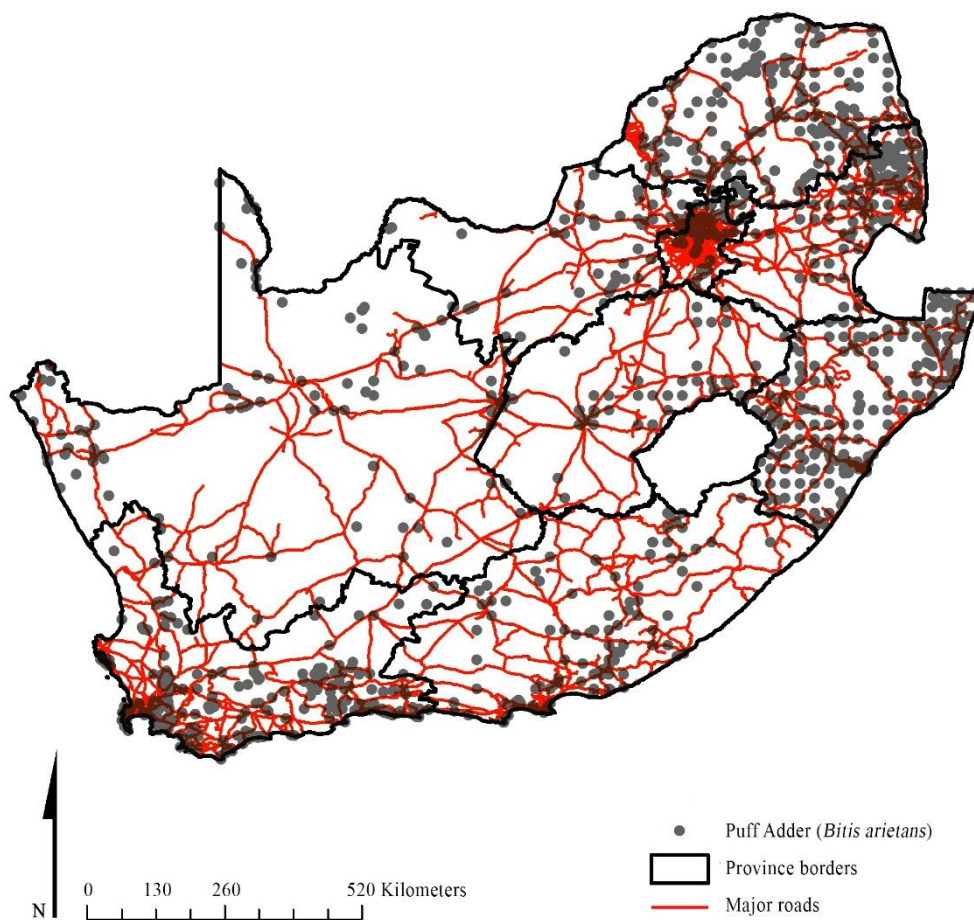 Puff Adder (Bitis arietans)
Province borders
Major roads
0 130 260 520 Kilometers
N